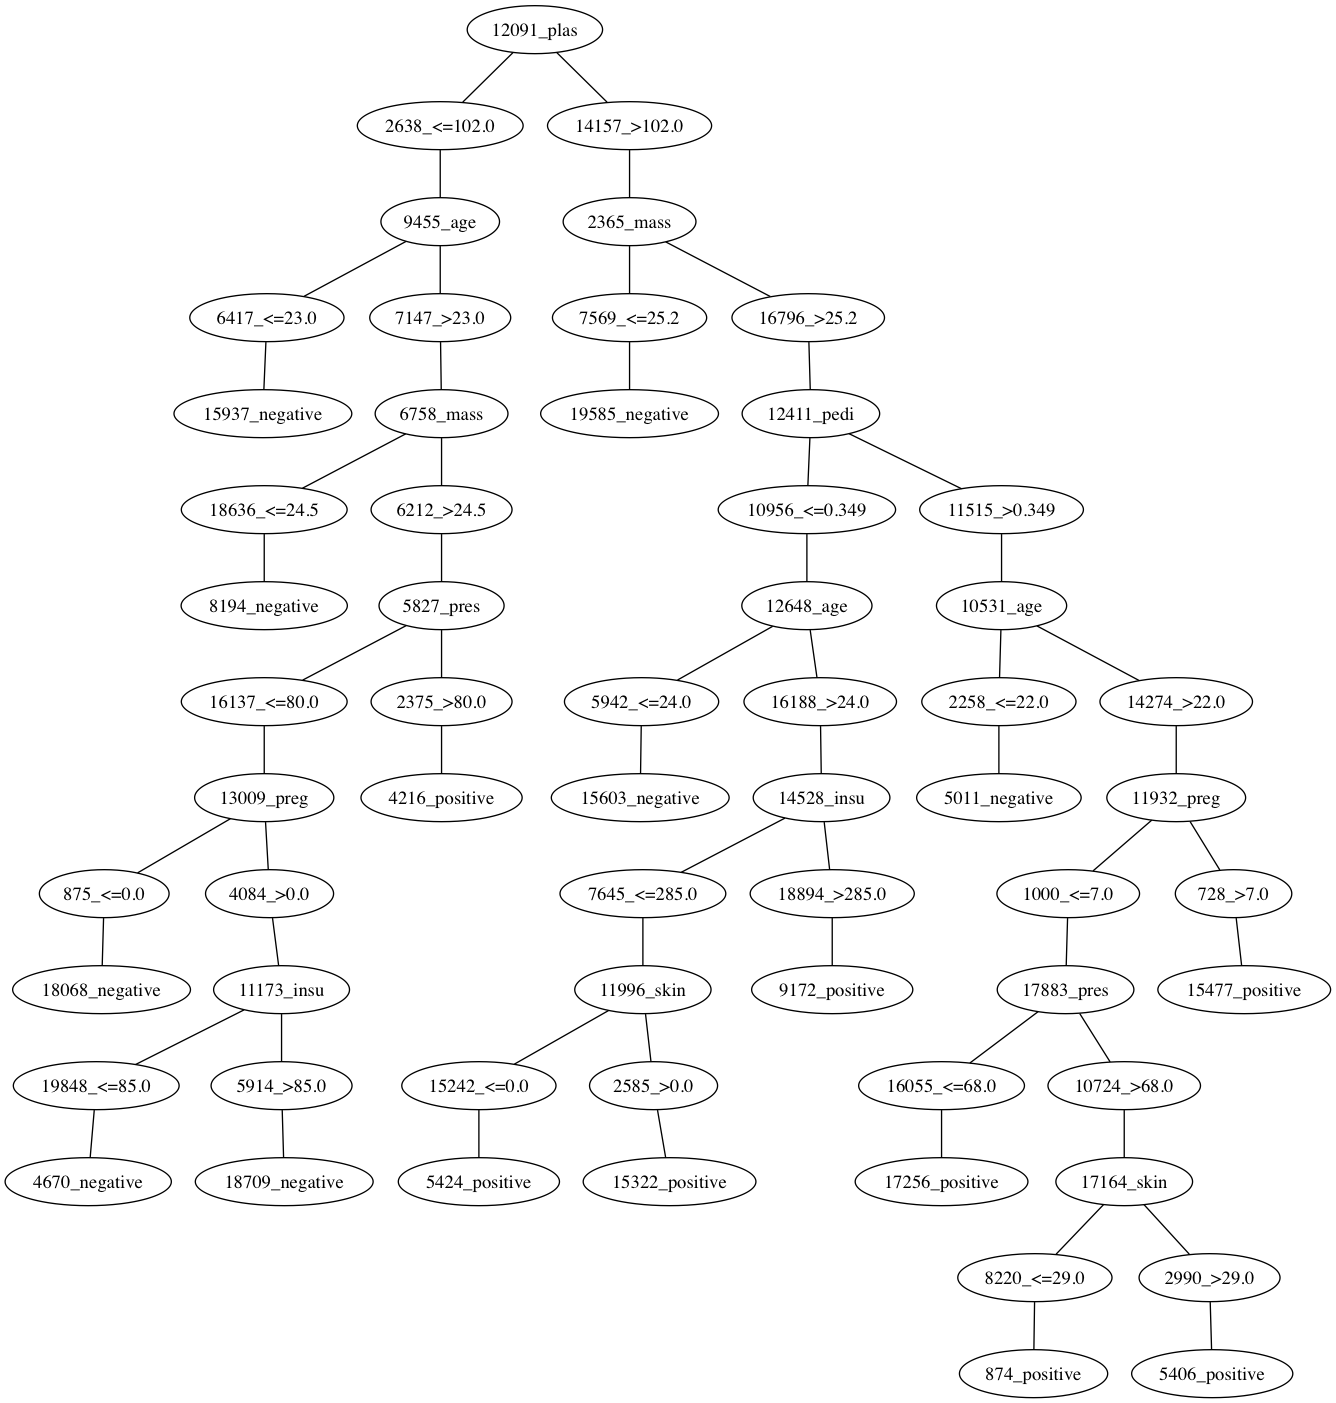 12091_plas
2638_<=102.0
14157_>102.0
9455_age
2365_mass
6417_<=23.0
7147_>23.0
7569_<=25.2
16796_>25.2
15937_negative
6758_mass
19585_negative
12411_pedi
18636_<=24.5
6212_>24.5
10956_<=0.349
11515_>0.349
8194_negative
5827_pres
12648_age
10531_age
16137_<=80.0
2375_>80.0
5942_<=24.0
16188_>24.0
2258_<=22.0
14274_>22.0
13009_preg
4216_positive
15603_negative
14528_insu
5011_negative
11932_preg
875_<=0.0
4084_>0.0
7645_<=285.0
18894_>285.0
1000_<=7.0
728_>7.0
18068_negative
11173_insu
11996_skin
9172_positive
17883_pres
15477_positive
19848_<=85.0
5914_>85.0
15242_<=0.0
2585_>0.0
16055_<=68.0
10724_>68.0
4670_negative
18709_negative
5424_positive
15322_positive
17256_positive
17164_skin
8220_<=29.0
2990_>29.0
874_positive
5406_positive